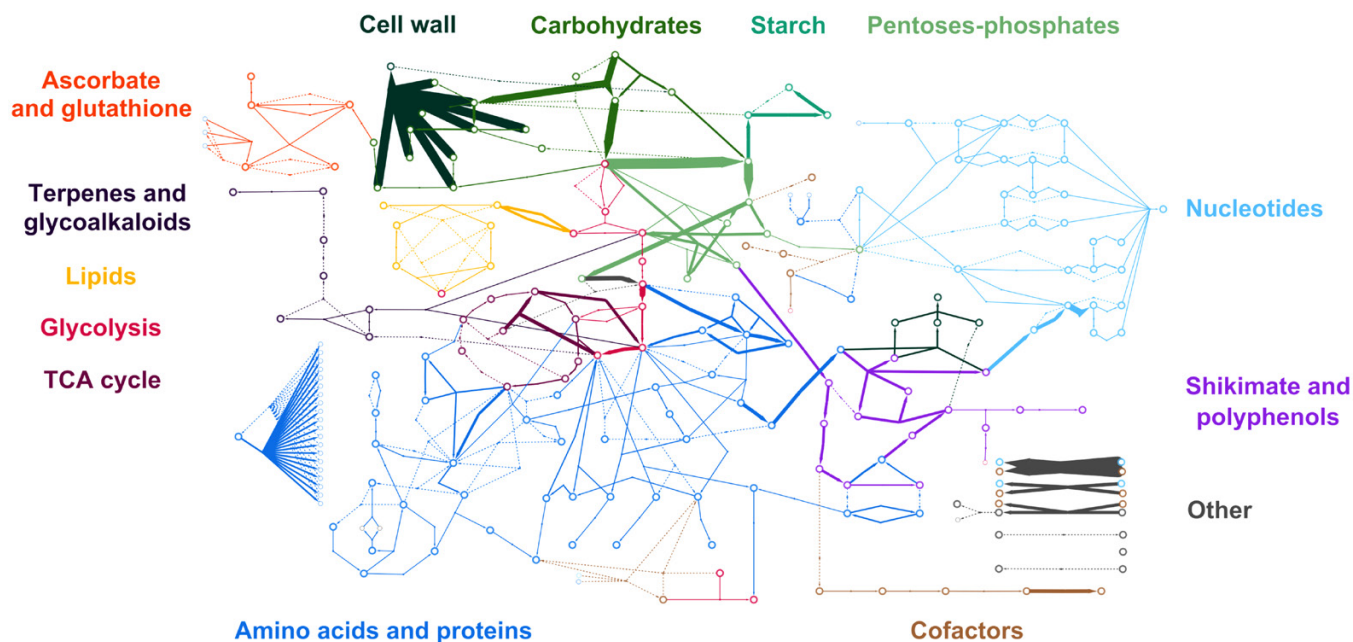 Cell wall
Carbohydrates
Starch
Pentoses-phosphates
Ascorbate
and glutathione
Terpenes and
glycoalkaloids
Nucleotides
Lipids
Glycolysis
TCA cycle
Shikimate and
polyphenols
Other
Amino acids and proteins
Cofactors